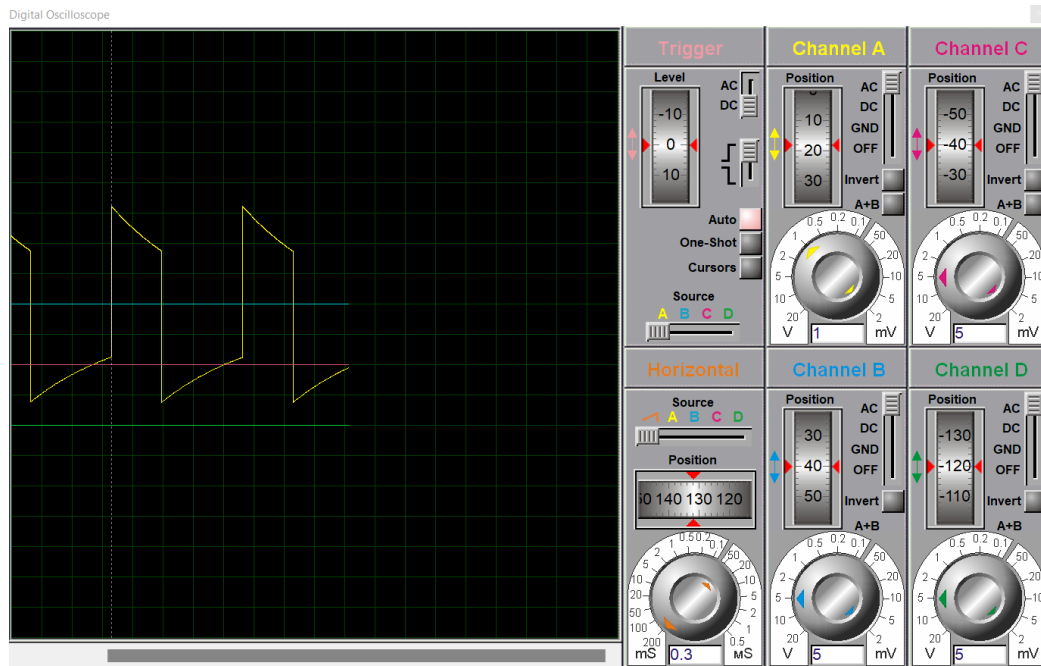 Digital Oscilloscope
Trigger
Level
-10
0
10
AC
DC
Auto
One-Shot
Cursors
Source
A B C D
Channel A
Position
10
20
30
AC
DC
GND
OFF
Invert
A+B
20 10 5 2 1 0.5 0.2 0.1 50 20 10 5 2
V
1
mV
Channel C
Position
-50
-40
-30
AC
DC
GND
OFF
Invert
A+B
20 10 5 2 1 0.5 0.2 0.1 50 20 10 5 2
V
5
mV
Horizontal
Source
A B C D
Position
140 130 120
200 100 50 20 10 5 2 1 0.5 0.2 0.1 50 20 10 5 2 1 0.5
mS
0.3
мS
Channel B
Position
30
40
50
AC
DC
GND
OFF
Invert
A+B
20 10 5 2 1 0.5 0.2 0.1 50 20 10 5 2
V
5
mV
Channel D
Position
-130
-120
-110
AC
DC
GND
OFF
Invert
20 10 5 2 1 0.5 0.2 0.1 50 20 10 5 2
V
5
mV